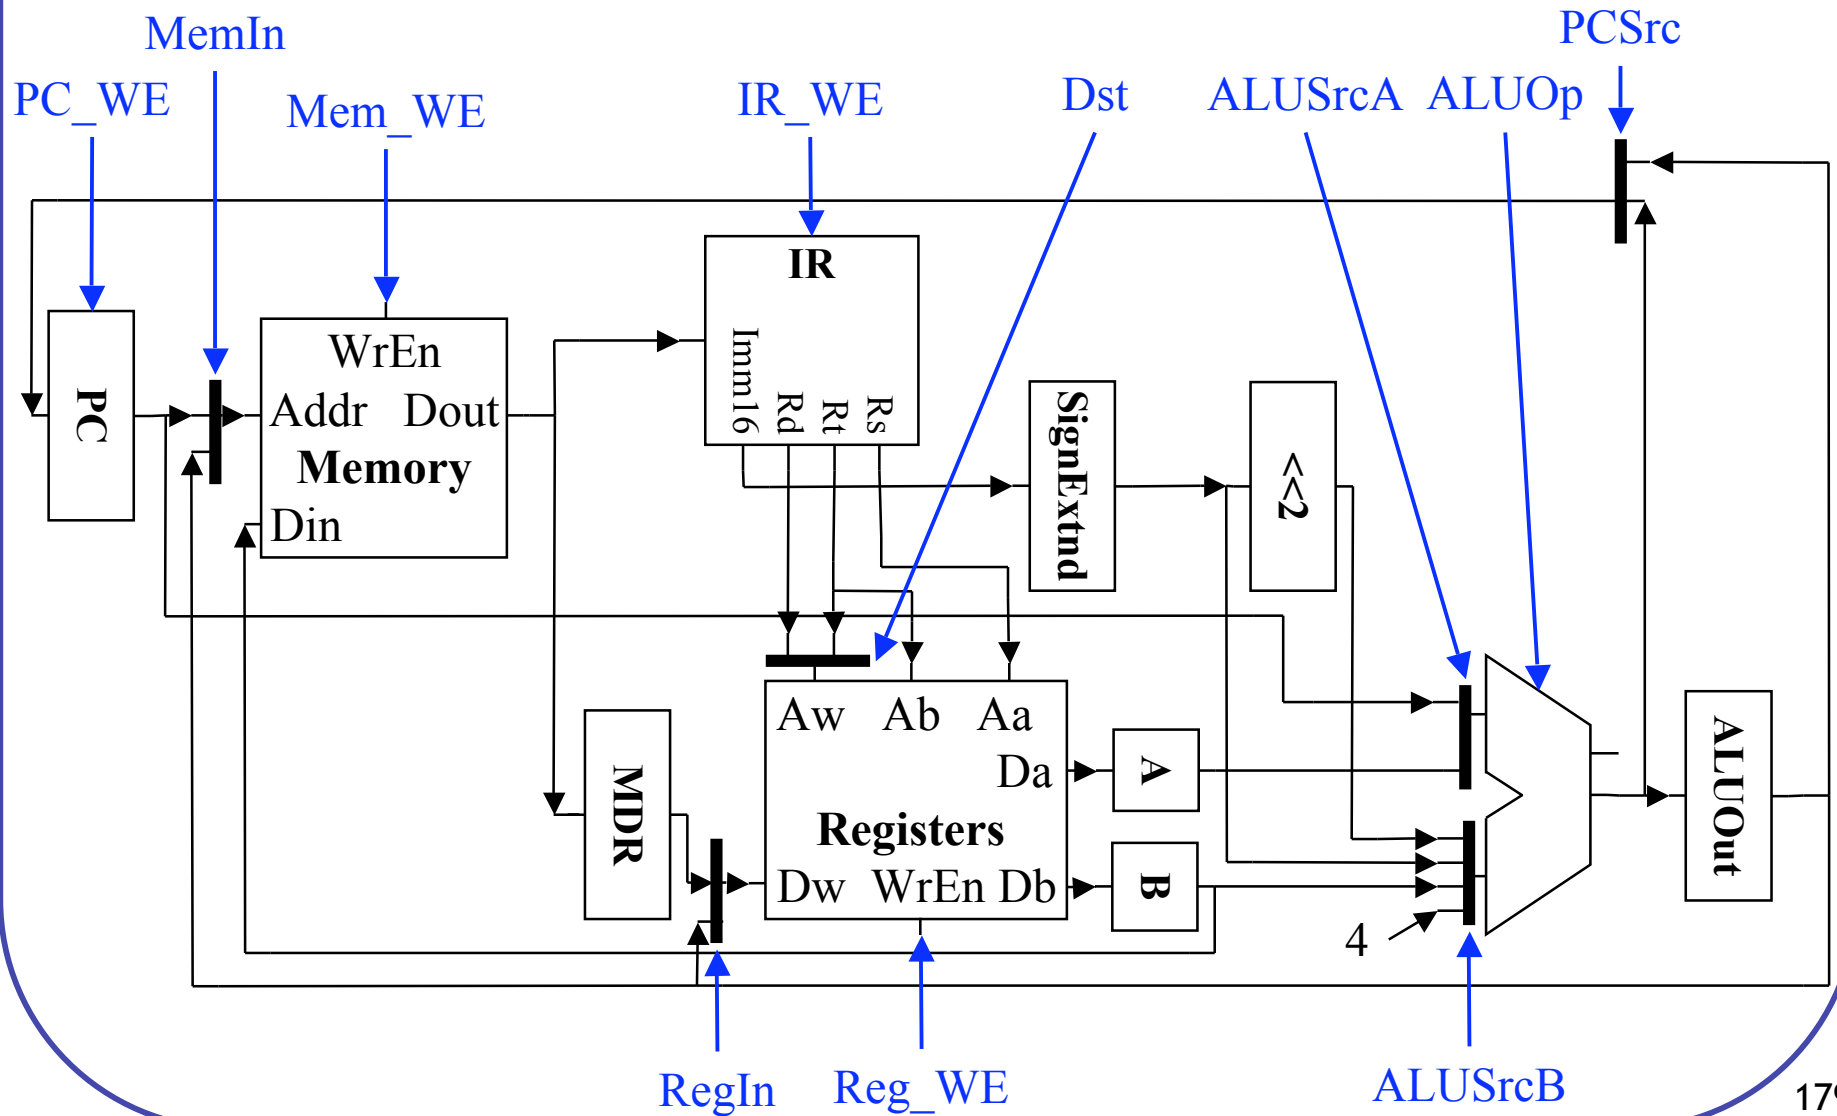 MemIn
PCSrc
PC_WE
Mem_WE
IR_WE
Dst
ALUSrcA
ALUOp
IR
Imm16
Rd
Rt
Rs
PC
WrEn
Addr Dout
Memory
Din
SignExtnd
<<2
Aw Ab Aa
Da
Registers
Dw WrEn Db
MDR
A
B
4
ALUOut
RegIn
Reg_WE
ALUSrcB